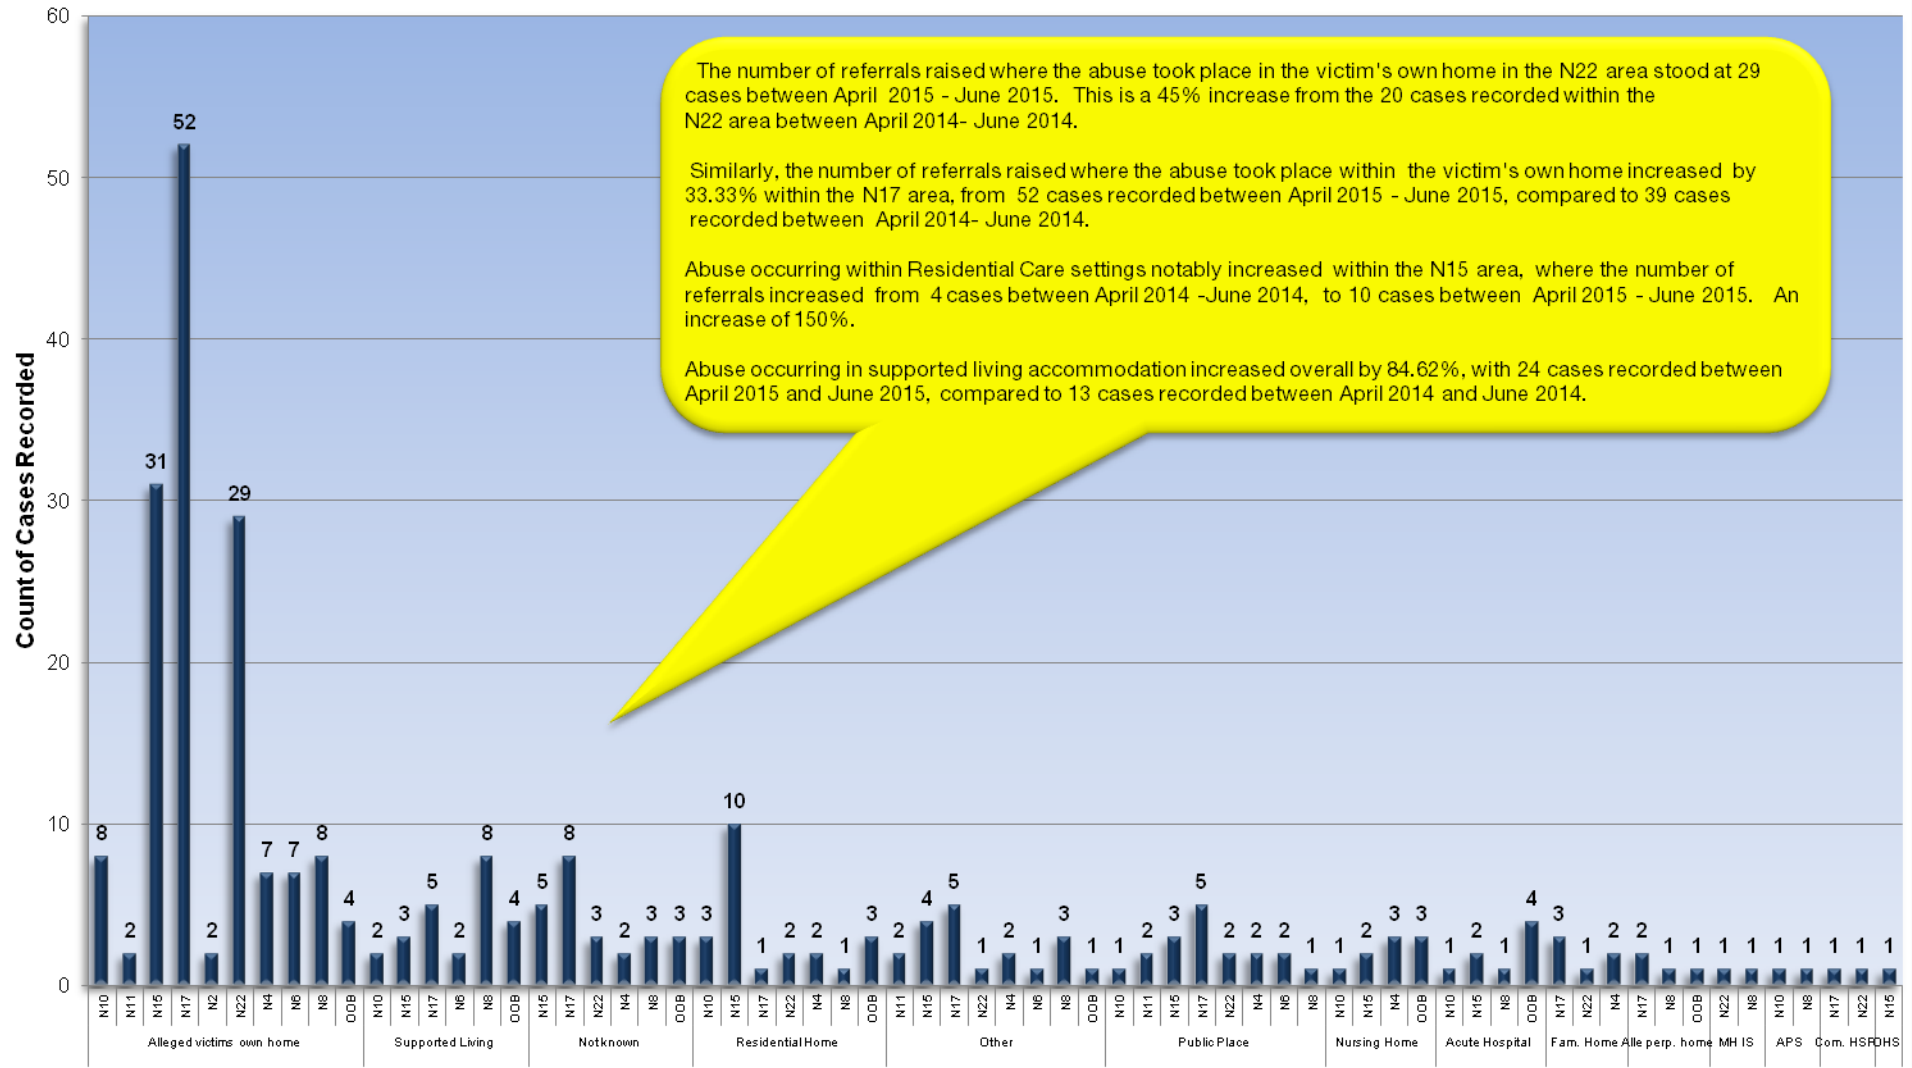 60
50
40
30
20
10
0
Count of Cases Recorded
The number of referrals raised where the abuse took place in the victim's own home in the N22 area stood at 29
cases between April 2015 - June 2015. This is a 45% increase from the 20 cases recorded within the
N22 area between April 2014- June 2014.
Similarly, the number of referrals raised where the abuse took place within the victim's own home increased by
33.33% within the N17 area, from 52 cases recorded between April 2015 - June 2015, compared to 39 cases
recorded between April 2014- June 2014.
Abuse occurring within Residential Care settings notably increased within the N15 area, where the number of
referrals increased from 4 cases between April 2014 -June 2014, to 10 cases between April 2015 - June 2015. An
increase of 150%.
Abuse occurring in supported living accommodation increased overall by 84.62%, with 24 cases recorded between
April 2015 and June 2015, compared to 13 cases recorded between April 2014 and June 2014.
8 2 31 52 2 29 7 7 8 4 2 3 5 2 8 4 5 8 3 2 3 3 3 10 1 2 2 1 3 2 4 5 1 2 1 3 1 1 2 3 5 2 2 2 1 1 2 3 3 1 2 1 4 3 1 2 2 1 1 1 1 1 1 1 1 1
N10 N11 N15 N17 N2 N22 N4 N6 N8 OOB N10 N15 N17 N6 N8 OOB N15 N17 N22 N4 N8 OOB N10 N15 N17 N22 N4 N8 OOB N11 N15 N17 N22 N4 N6 N8 OOB N10 N11 N15 N17 N22 N4 N6 N8 N10 N15 N4 OOB N10 N15 N8 OOB N17 N22 N4 N17 N8 OOB N22 N8 N10 N8 N17 N22 N15
Alleged victims own home Supported Living Not known Residential Home Other Public Place Nursing Home Acute Hospital Fam. Home Alle perp. home MH IS APS Com. HSP OHS